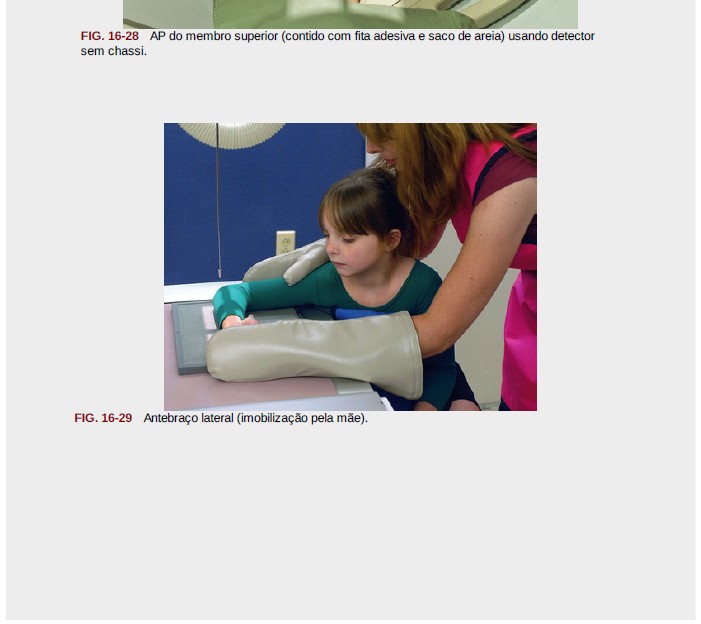 FIG. 16-28 AP do membro superior (contido com fita adesiva e saco de areia) usando detector
sem chassi.
FIG. 16-29 Antebraço lateral (imobilização pela mãe).